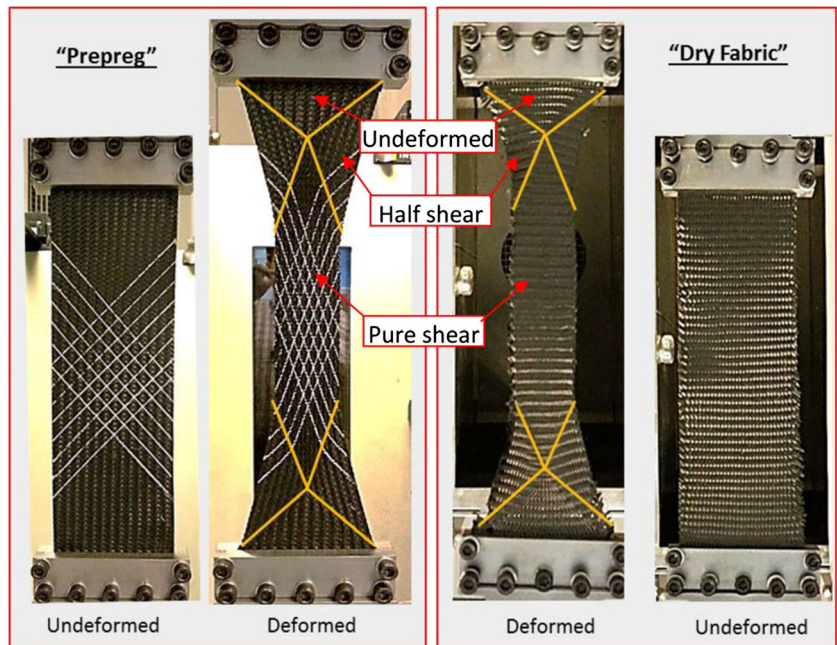 "Prepreg"
"Dry Fabric"
Undeformed
Half shear
Pure shear
Undeformed
Deformed
Deformed
Undeformed